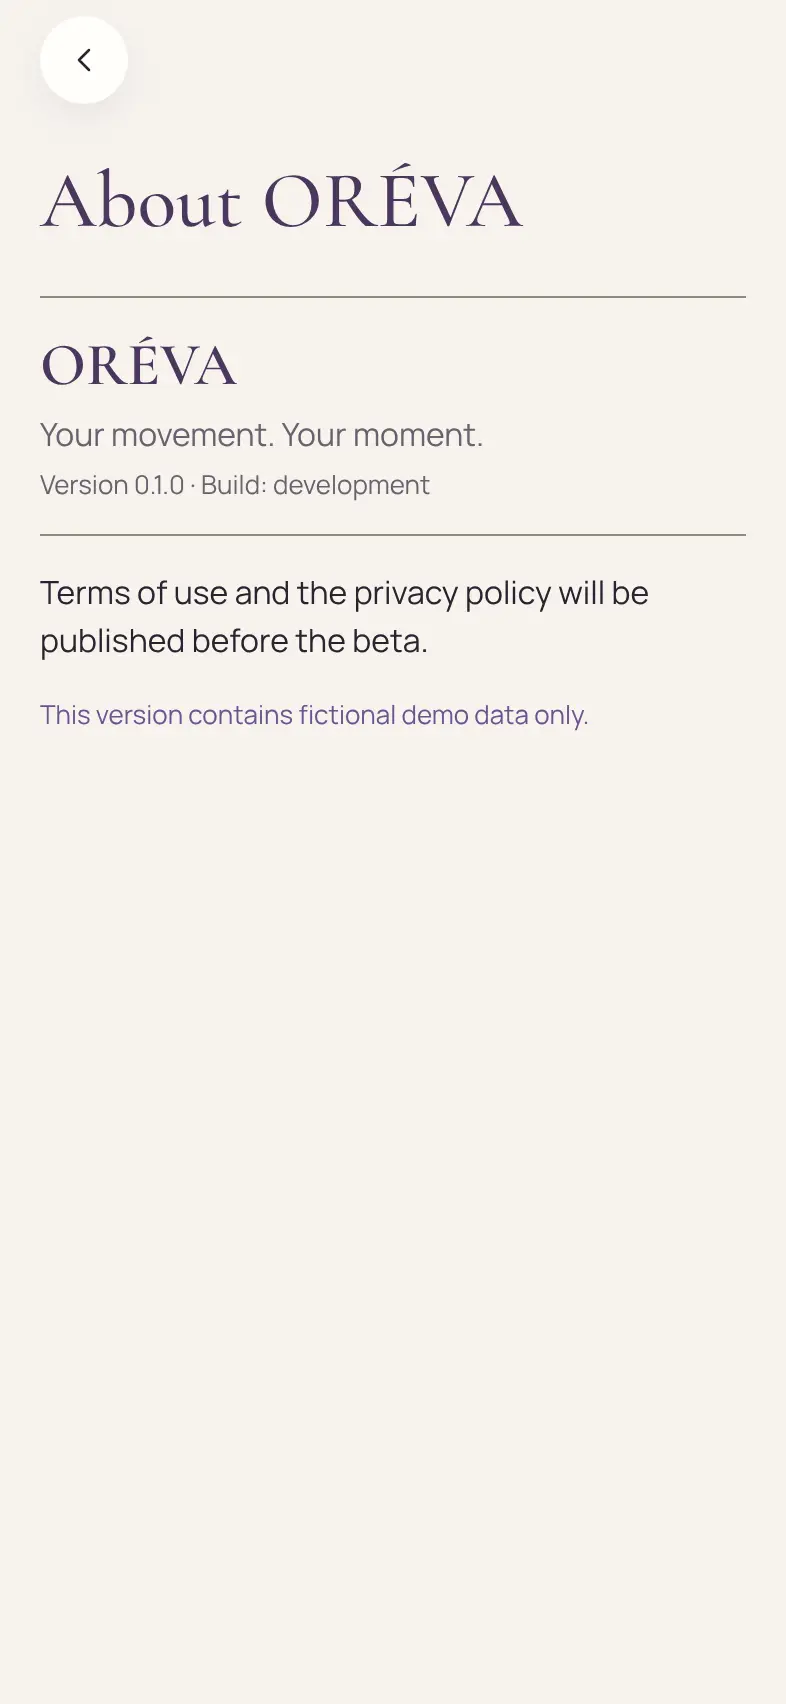 About ORÉVA
ORÉVA
Your movement. Your moment.
Version 0.1.0 · Build: development
Terms of use and the privacy policy will be
published before the beta.
This version contains fictional demo data only.